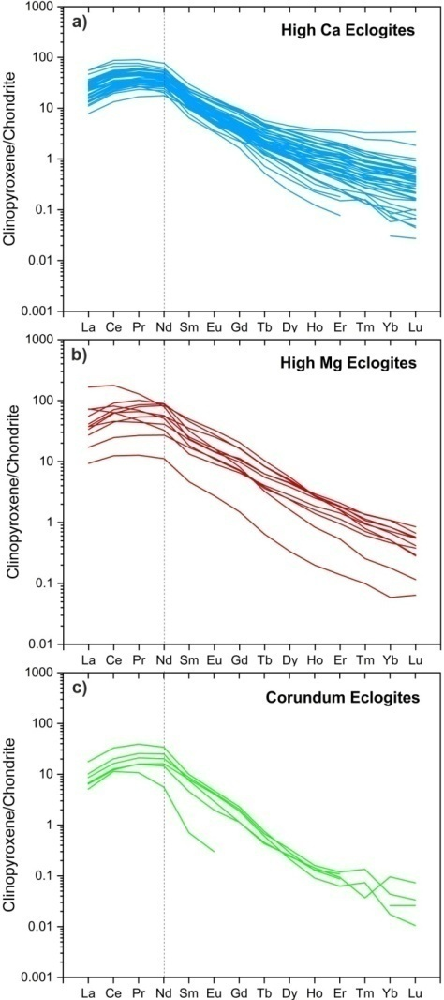 a)
High Ca Eclogites
Clinopyroxene/Chondrite
1000
100
10
1
0.1
0.01
0.001
La Ce Pr Nd Sm Eu Gd Tb Dy Ho Er Tm Yb Lu
b)
High Mg Eclogites
Clinopyroxene/Chondrite
1000
100
10
1
0.1
0.01
La Ce Pr Nd Sm Eu Gd Tb Dy Ho Er Tm Yb Lu
c)
Corundum Eclogites
Clinopyroxene/Chondrite
1000
100
10
1
0.1
0.01
0.001
La Ce Pr Nd Sm Eu Gd Tb Dy Ho Er Tm Yb Lu